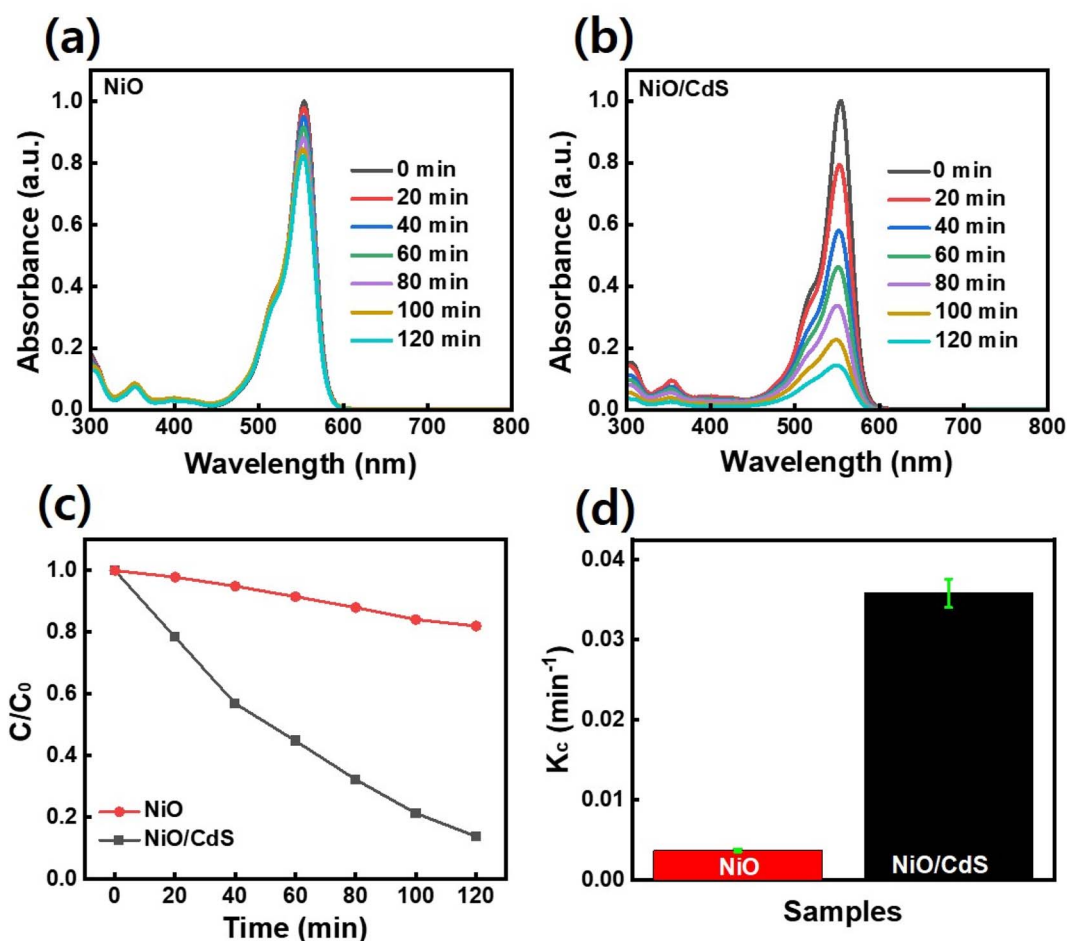 (a)
NiO
1.0
0.8
0.6
0.4
0.2
0.0
Absorbance (a.u.)
0 min
20 min
40 min
60 min
80 min
100 min
120 min
300 400 500 600 700 800
Wavelength (nm)
(b)
NiO/CdS
1.0
0.8
0.6
0.4
0.2
0.0
Absorbance (a.u.)
0 min
20 min
40 min
60 min
80 min
100 min
120 min
300 400 500 600 700 800
Wavelength (nm)
(c)
1.0
0.8
0.6
0.4
0.2
0.0
C/C₀
NiO
NiO/CdS
0 20 40 60 80 100 120
Time (min)
(d)
0.04
0.03
0.02
0.01
0.00
Kc (min⁻¹)
NiO
NiO/CdS
Samples